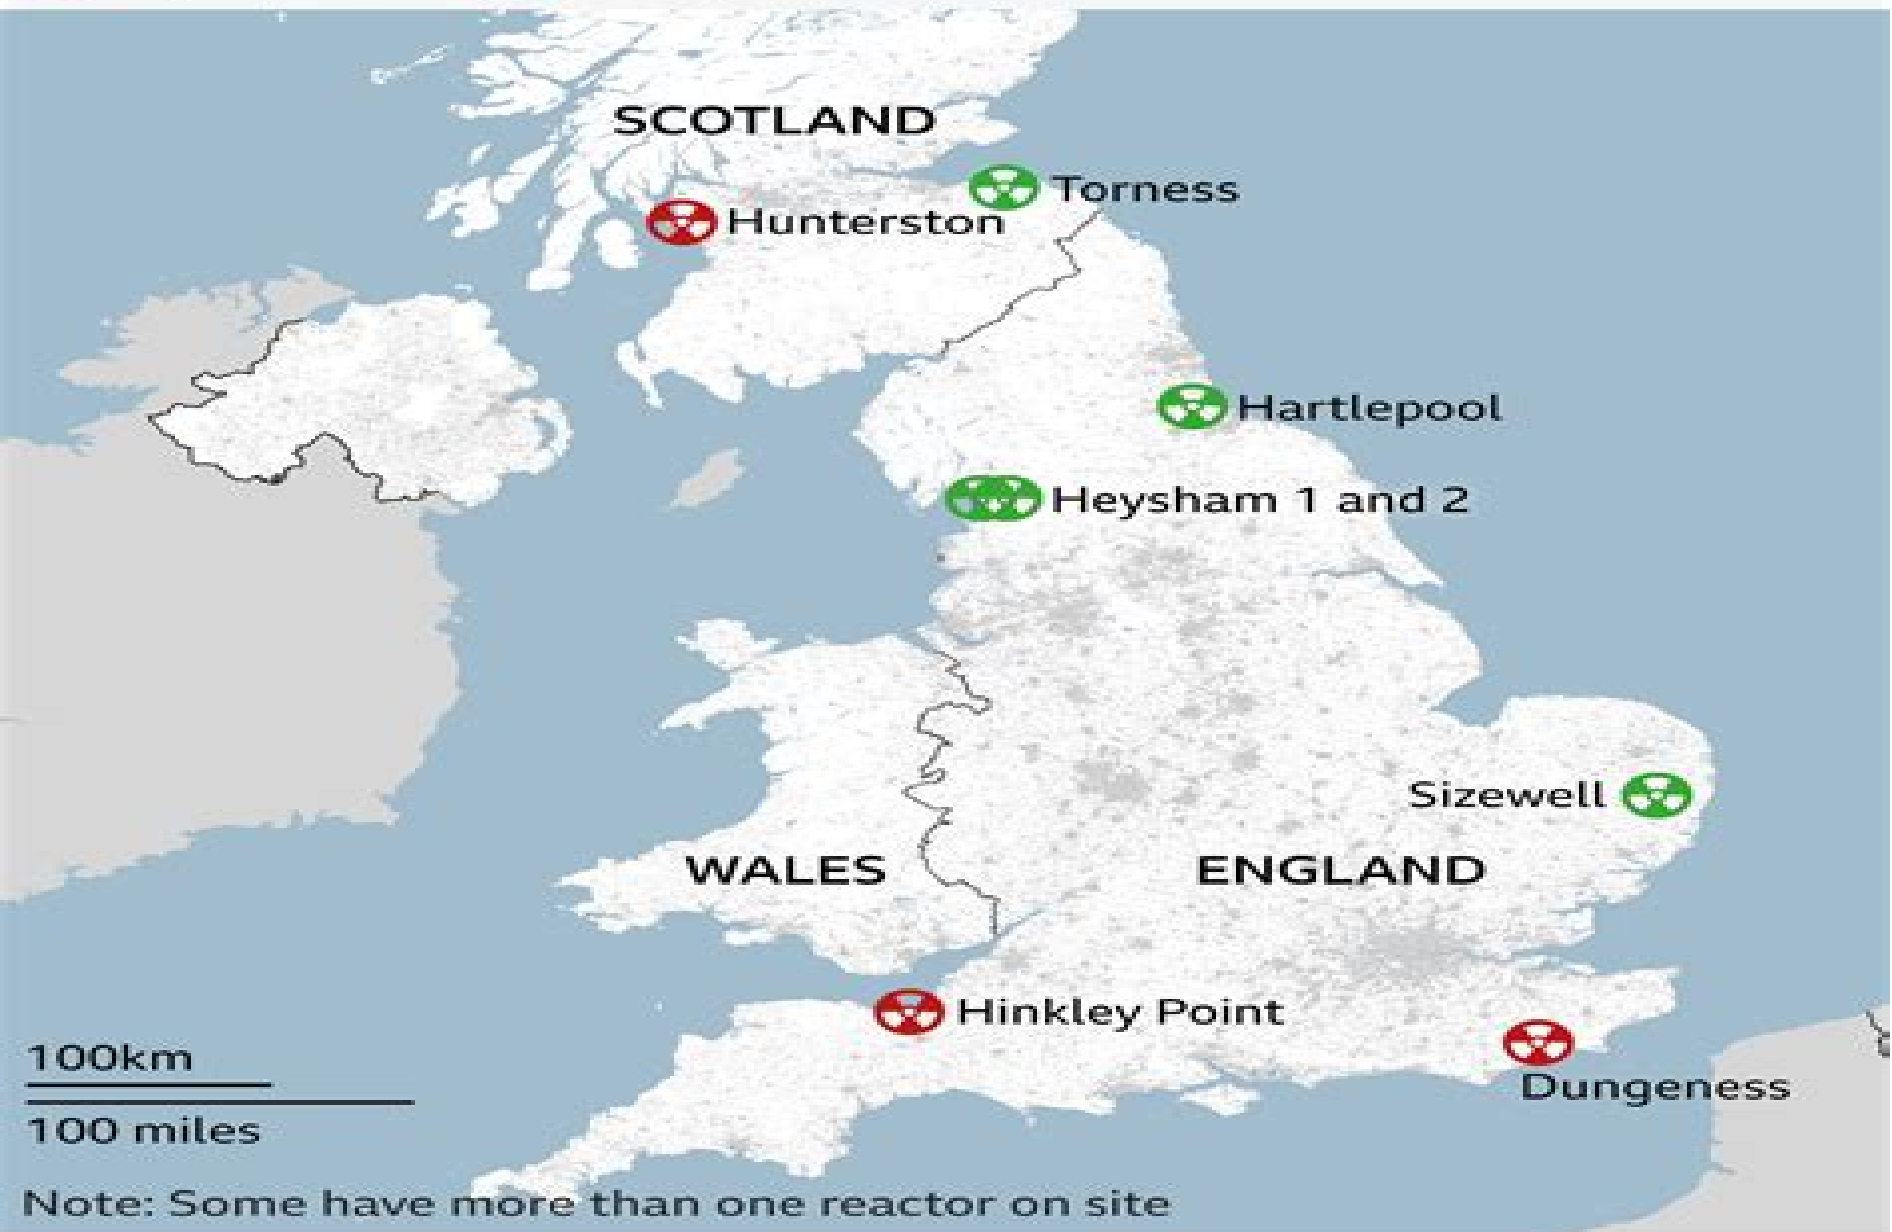 SCOTLAND
Torness
Hunterston
Hartlepool
Heysham 1 and 2
Sizewell
WALES
ENGLAND
Hinkley Point
Dungeness
100km
100 miles
Note: Some have more than one reactor on site